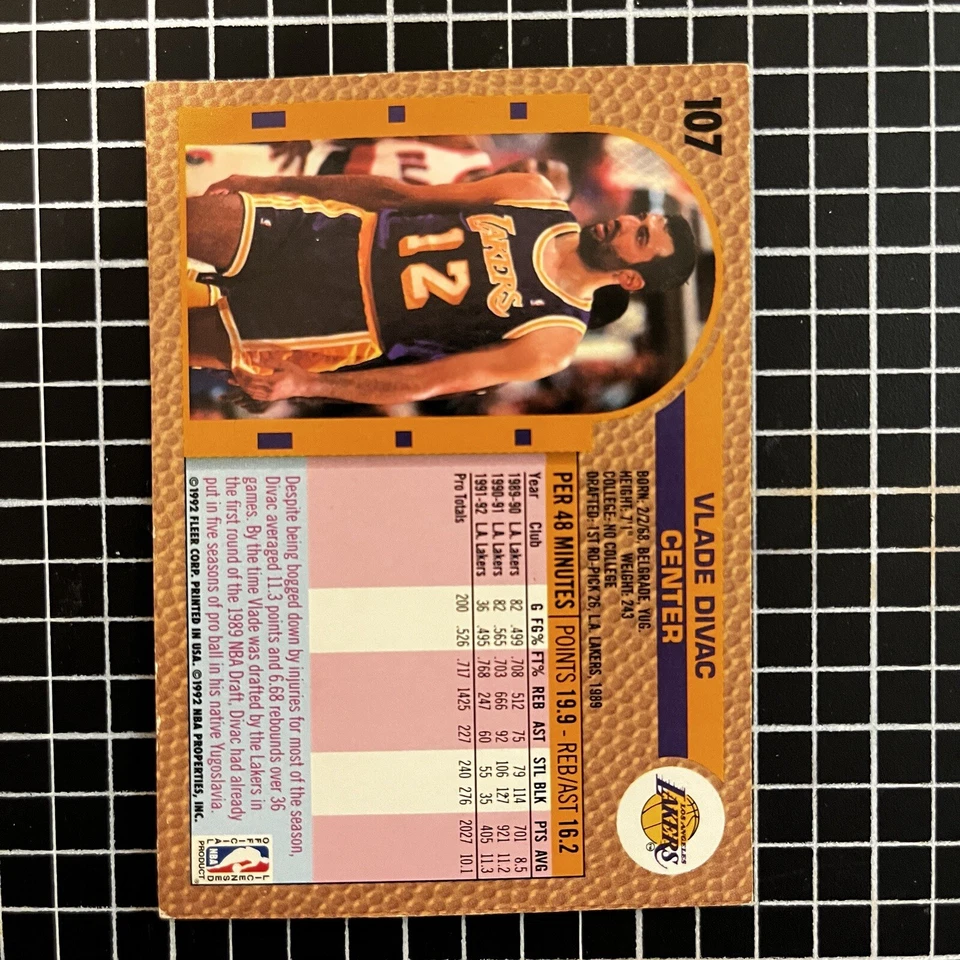 107
LAKERS
12
VLADE DIVAC
CENTER
LOS ANGELES
LAKERS
BORN: 2/2/68, BELGRADE, YUG.
HEIGHT: 7'1" WEIGHT: 243
COLLEGE: NO COLLEGE
DRAFTED: 1ST RD-PICK 26, L.A. LAKERS, 1989
PER 48 MINUTES | POINTS 19.9 - REB/AST 16.2
Year Club G FG% FT% REB AST STL BLK PTS AVG
1989-90 L.A. Lakers 82 .499 .708 512 75 79 114 701 8.5
1990-91 L.A. Lakers 82 .565 .703 666 92 106 127 921 11.2
1991-92 L.A. Lakers 36 .495 .768 247 60 55 35 405 11.3
Pro Totals 200 .526 .717 1425 227 240 276 2027 10.1
Despite being bogged down by injuries for most of the season,
Divac averaged 11.3 points and 6.68 rebounds over 36
games. By the time Vlade was drafted by the Lakers in
the first round of the 1989 NBA Draft, Divac had already
put in five seasons of pro ball in his native Yugoslavia.
©1992 FLEER CORP. PRINTED IN USA. ©1992 NBA PROPERTIES, INC.
OFFICIAL
LICENSED
NBA
PRODUCT